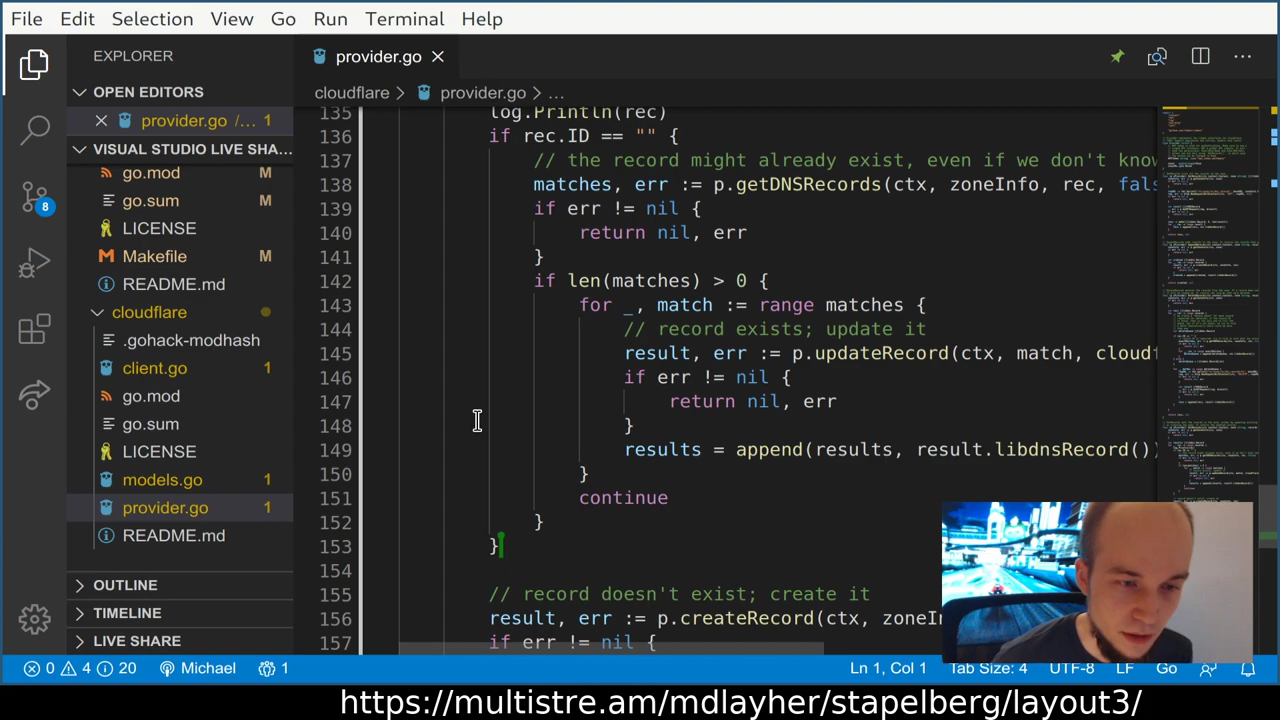 File Edit Selection View Go Run Terminal Help
EXPLORER
OPEN EDITORS
provider.go /... 1
VISUAL STUDIO LIVE SHA...
go.mod M
go.sum M
LICENSE
Makefile M
README.md
cloudflare
.gohack-modhash
client.go 1
go.mod
go.sum
LICENSE
models.go 1
provider.go 1
README.md
OUTLINE
TIMELINE
LIVE SHARE
8
provider.go
cloudflare > provider.go > ...
135 log.Println(rec)
136 if rec.ID == "" {
137 // the record might already exist, even if we don't know
138 matches, err := p.getDNSRecords(ctx, zoneInfo, rec, fals
139 if err != nil {
140 return nil, err
141 }
142 if len(matches) > 0 {
143 for _, match := range matches {
144 // record exists; update it
145 result, err := p.updateRecord(ctx, match, cloudf
146 if err != nil {
147 return nil, err
148 }
149 results = append(results, result.libdnsRecord())
150 }
151 continue
152 }
153 }
154
155 // record doesn't exist; create it
156 result, err := p.createRecord(ctx, zoneIn
157 if err != nil {
0 4 20 Michael 1 Ln 1, Col 1 Tab Size: 4 UTF-8 LF Go
https://multistre.am/mdlayher/stapelberg/layout3/